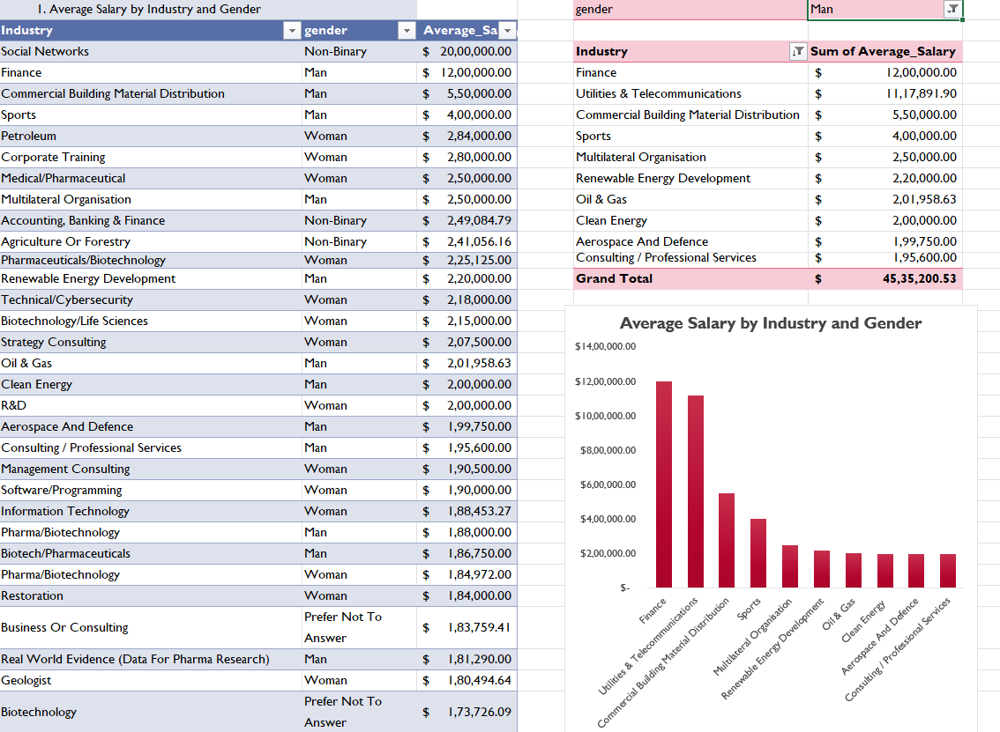 1. Average Salary by Industry and Gender
Industry gender Average_Sa
Social Networks Non-Binary $ 20,00,000.00
Finance Man $ 12,00,000.00
Commercial Building Material Distribution Man $ 5,50,000.00
Sports Man $ 4,00,000.00
Petroleum Woman $ 2,84,000.00
Corporate Training Woman $ 2,80,000.00
Medical/Pharmaceutical Woman $ 2,50,000.00
Multilateral Organisation Man $ 2,50,000.00
Accounting, Banking & Finance Non-Binary $ 2,49,084.79
Agriculture Or Forestry Non-Binary $ 2,41,056.16
Pharmaceuticals/Biotechnology Woman $ 2,25,125.00
Renewable Energy Development Man $ 2,20,000.00
Technical/Cybersecurity Woman $ 2,18,000.00
Biotechnology/Life Sciences Woman $ 2,15,000.00
Strategy Consulting Woman $ 2,07,500.00
Oil & Gas Man $ 2,01,958.63
Clean Energy Man $ 2,00,000.00
R&D Woman $ 2,00,000.00
Aerospace And Defence Man $ 1,99,750.00
Consulting / Professional Services Man $ 1,95,600.00
Management Consulting Woman $ 1,90,500.00
Software/Programming Woman $ 1,90,000.00
Information Technology Woman $ 1,88,453.27
Pharma/Biotechnology Man $ 1,88,000.00
Biotech/Pharmaceuticals Man $ 1,86,750.00
Pharma/Biotechnology Woman $ 1,84,972.00
Restoration Woman $ 1,84,000.00
Business Or Consulting Prefer Not To Answer $ 1,83,759.41
Real World Evidence (Data For Pharma Research) Man $ 1,81,290.00
Geologist Woman $ 1,80,494.64
Biotechnology Prefer Not To Answer $ 1,73,726.09
gender Man
Industry Sum of Average_Salary
Finance $ 12,00,000.00
Utilities & Telecommunications $ 11,17,891.90
Commercial Building Material Distribution $ 5,50,000.00
Sports $ 4,00,000.00
Multilateral Organisation $ 2,50,000.00
Renewable Energy Development $ 2,20,000.00
Oil & Gas $ 2,01,958.63
Clean Energy $ 2,00,000.00
Aerospace And Defence $ 1,99,750.00
Consulting / Professional Services $ 1,95,600.00
Grand Total $ 45,35,200.53
Average Salary by Industry and Gender
$14,00,000.00
$12,00,000.00
$10,00,000.00
$8,00,000.00
$6,00,000.00
$4,00,000.00
$2,00,000.00
$-
Finance
Utilities & Telecommunications
Commercial Building Material Distribution
Sports
Multilateral Organisation
Renewable Energy Development
Oil & Gas
Clean Energy
Aerospace And Defence
Consulting / Professional Services